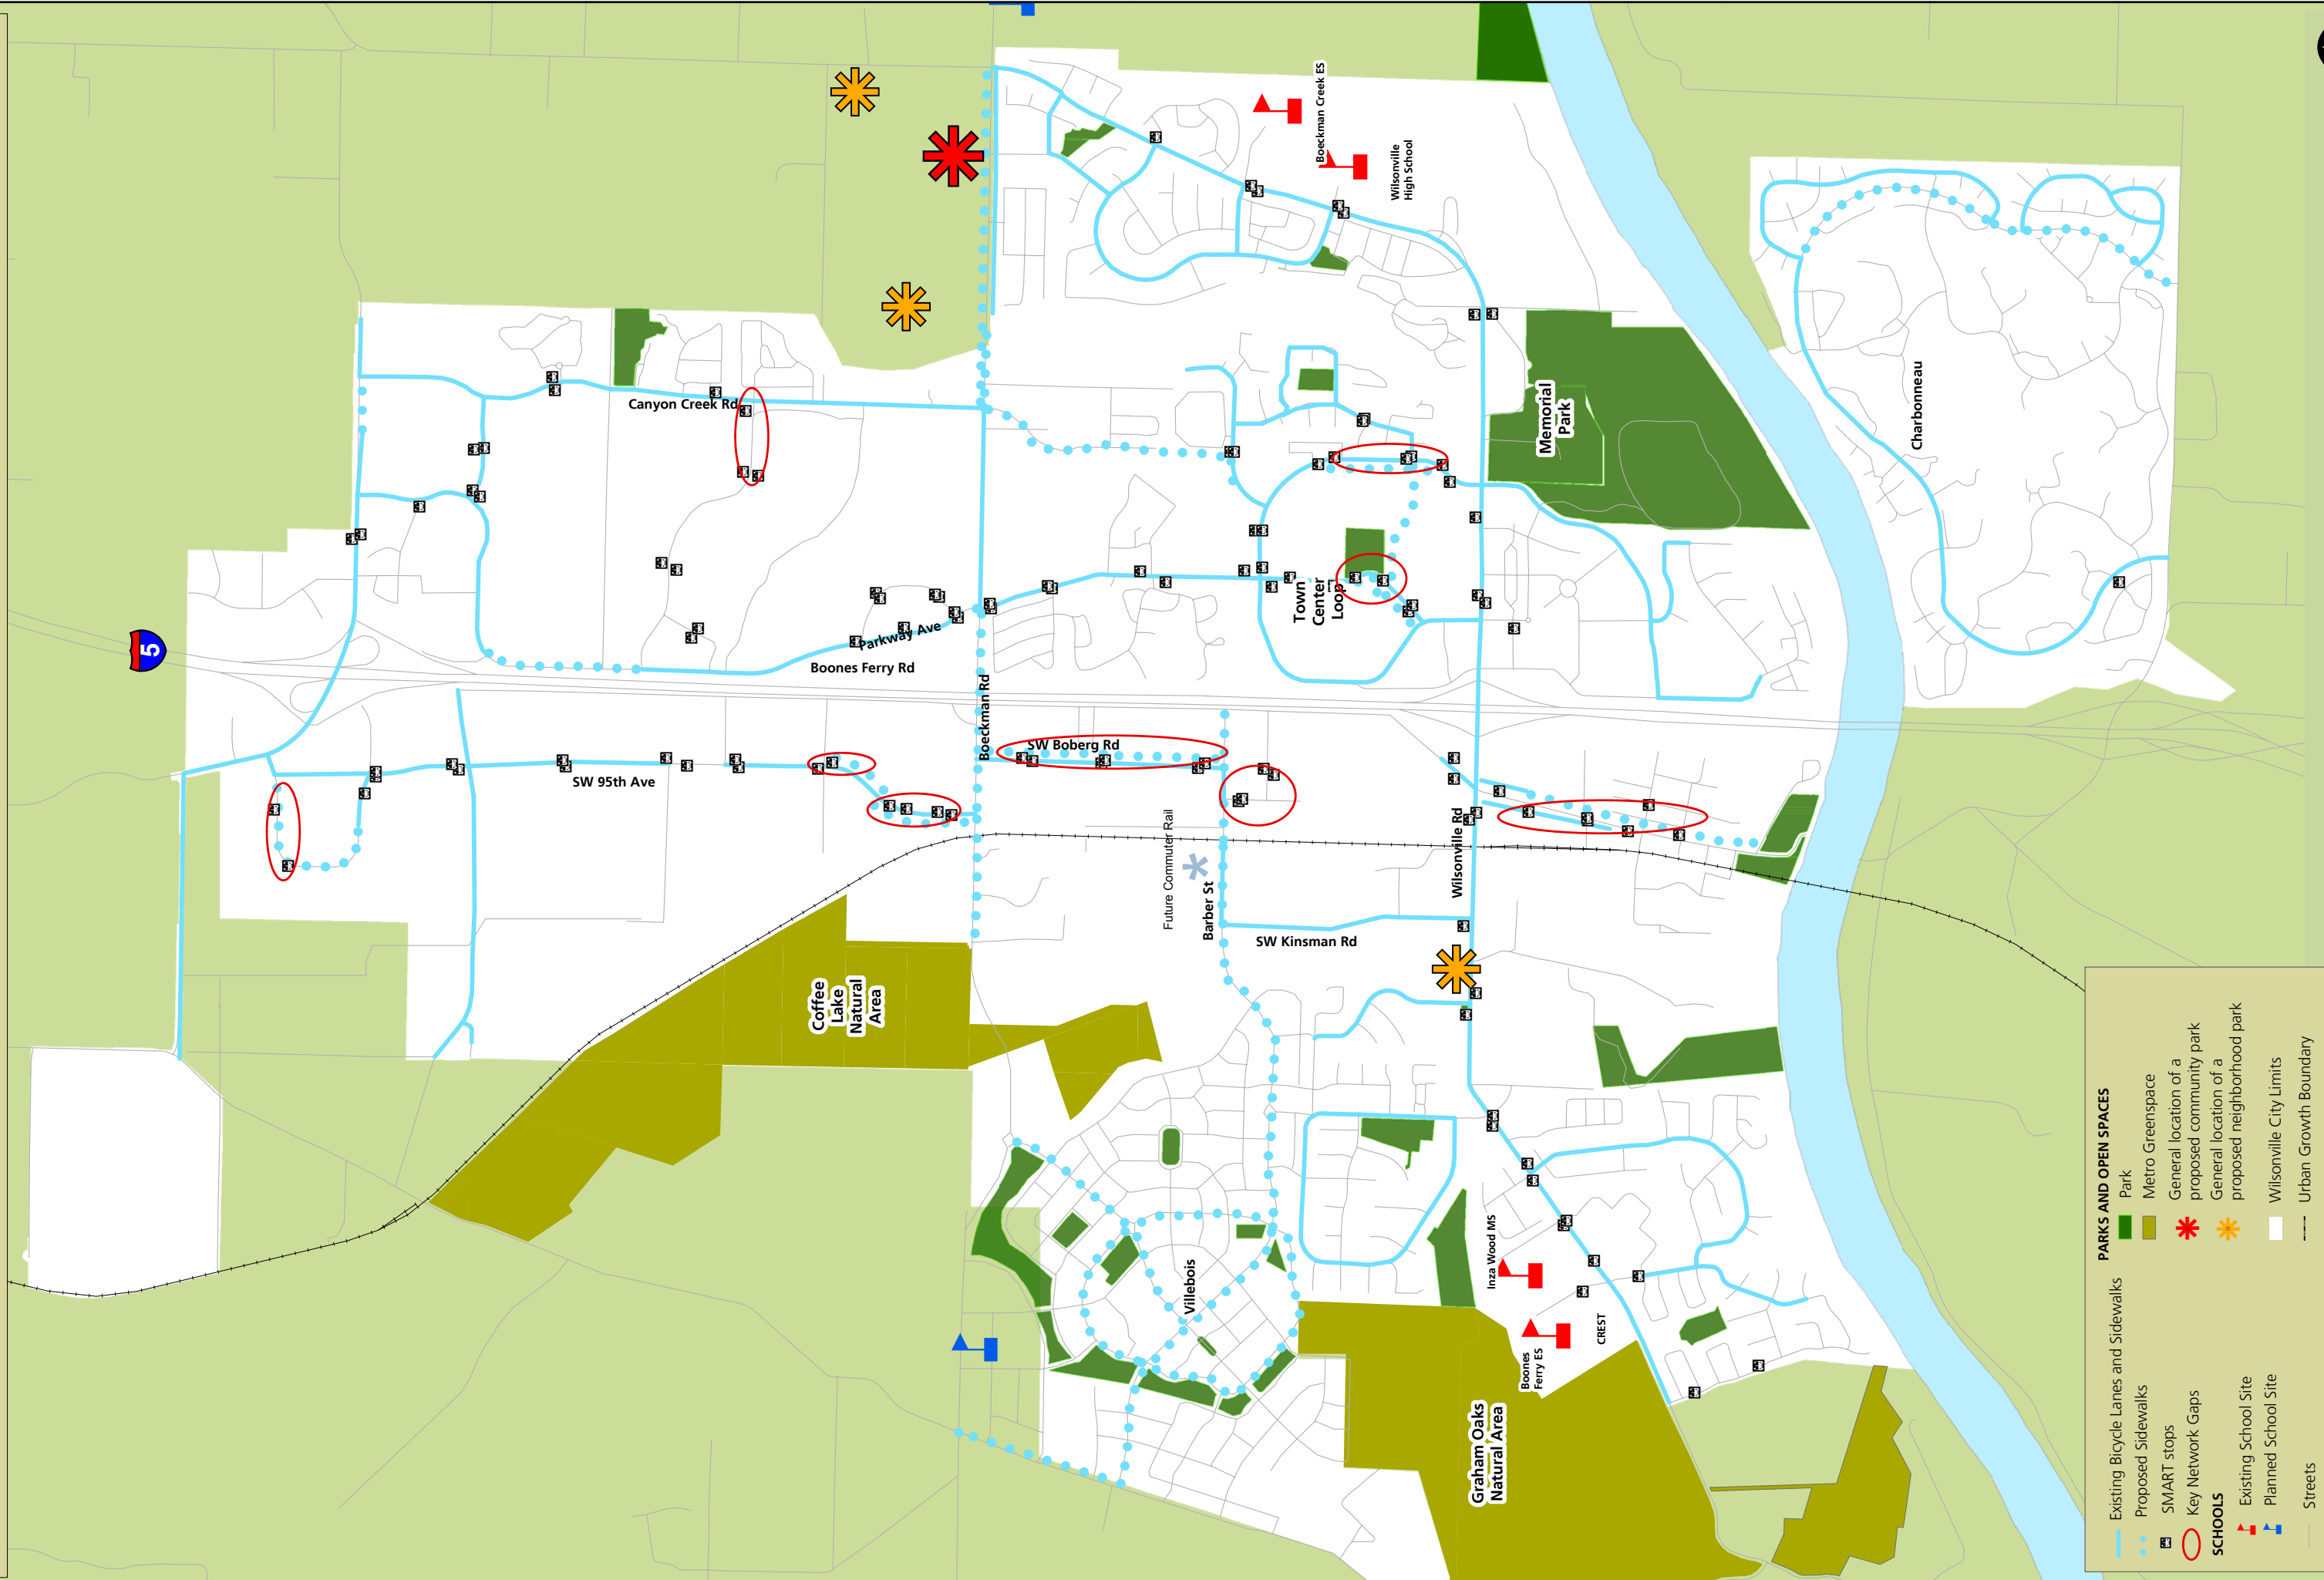 5
Canyon Creek Rd
Parkway Ave
Boones Ferry Rd
Boeckman Rd
SW Boberg Rd
SW 95th Ave
Boeckman Creek ES
Wilsonville
High School
Memorial
Park
Charbonneau
Town
Center
Loop
Wilsonville Rd
Future Commuter Rail
Barber St
SW Kinsman Rd
Coffee
Lake
Natural
Area
Villebois
Inza Wood MS
CREST
Boones
Ferry ES
Graham Oaks
Natural Area
Existing Bicycle Lanes and Sidewalks
Proposed Sidewalks
SMART stops
Key Network Gaps
SCHOOLS
Existing School Site
Planned School Site
Streets
PARKS AND OPEN SPACES
Park
Metro Greenspace
General location of a
proposed community park
General location of a
proposed neighborhood park
Wilsonville City Limits
Urban Growth Boundary